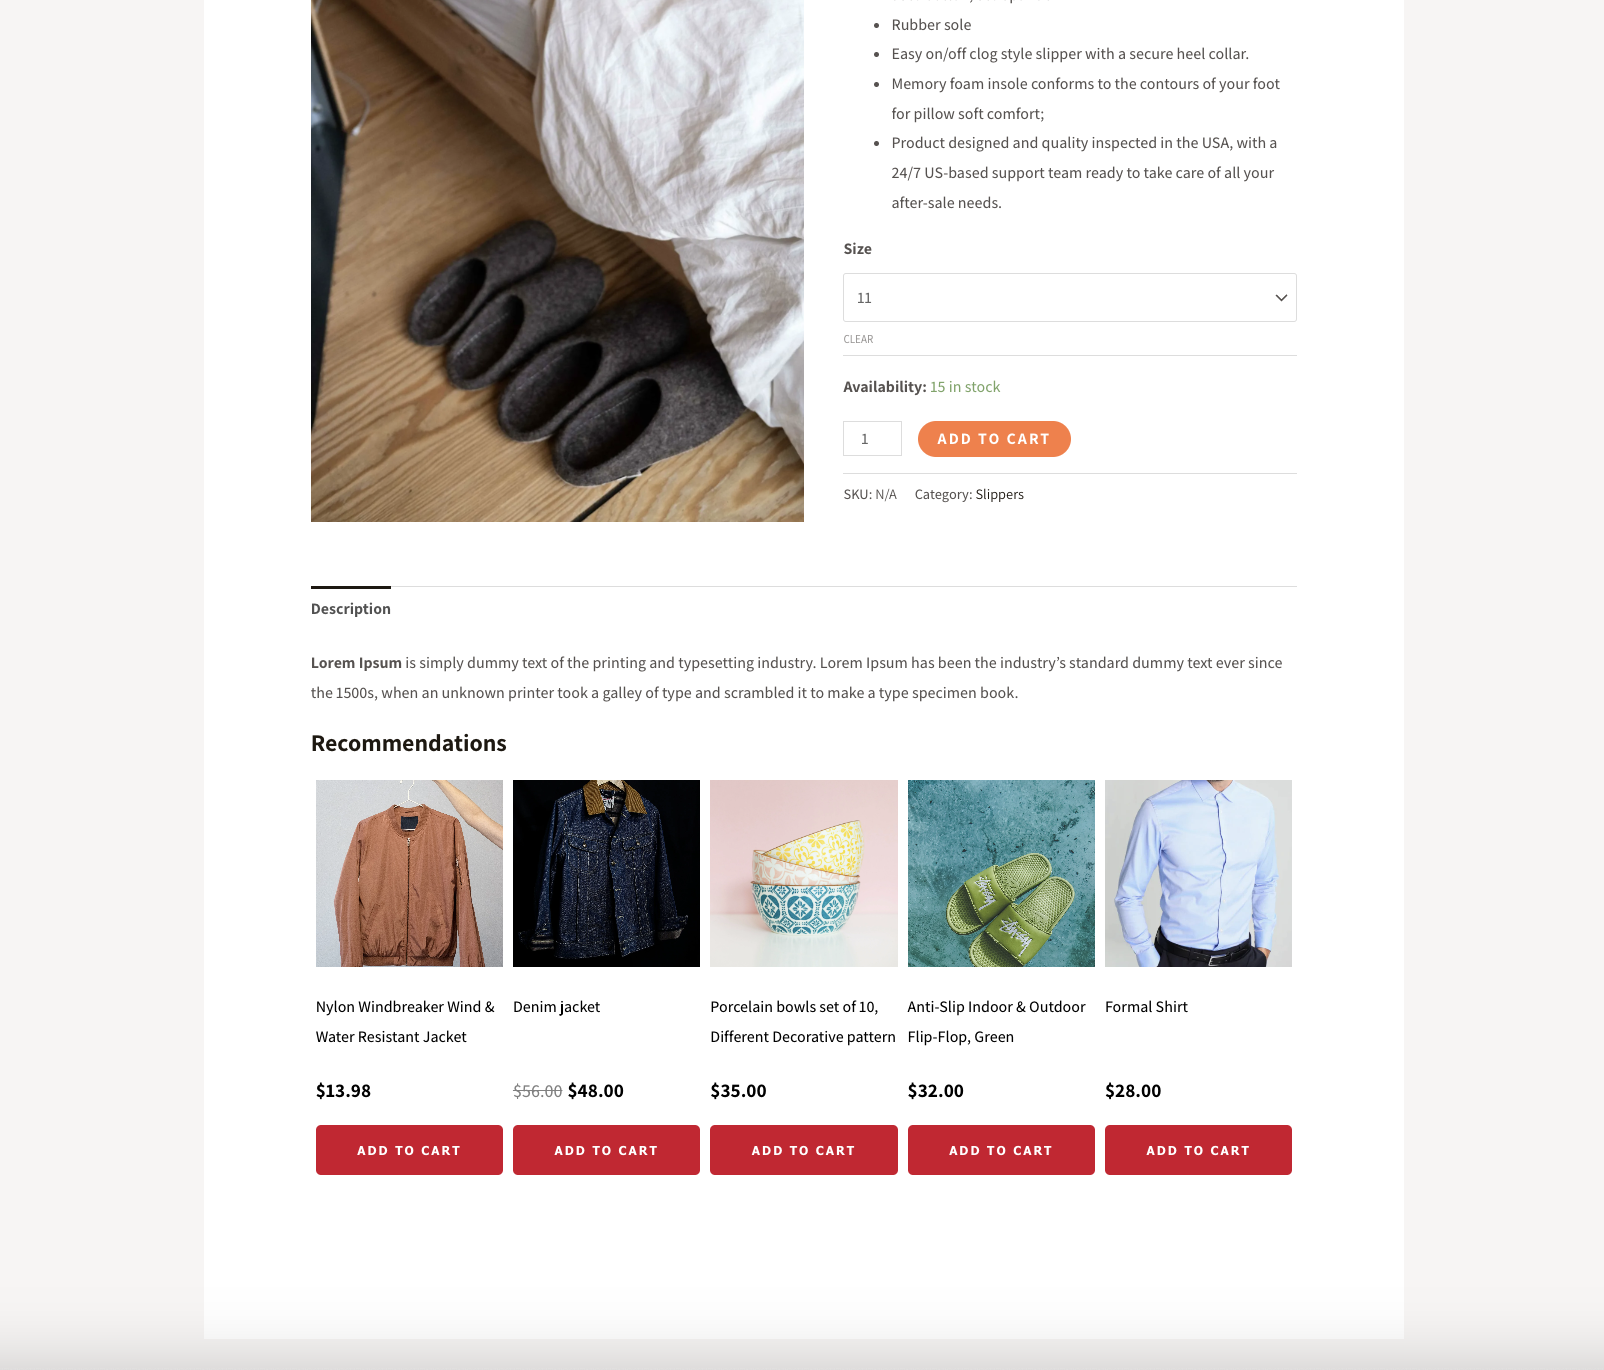 Rubber sole
Easy on/off clog style slipper with a secure heel collar.
Memory foam insole conforms to the contours of your foot
for pillow soft comfort;
Product designed and quality inspected in the USA, with a
24/7 US-based support team ready to take care of all your
after-sale needs.
Size
11
CLEAR
Availability: 15 in stock
1
ADD TO CART
SKU: N/A Category: Slippers
Description
Lorem Ipsum is simply dummy text of the printing and typesetting industry. Lorem Ipsum has been the industry’s standard dummy text ever since
the 1500s, when an unknown printer took a galley of type and scrambled it to make a type specimen book.
Recommendations
Nylon Windbreaker Wind &
Water Resistant Jacket
$13.98
ADD TO CART
Denim jacket
$56.00 $48.00
ADD TO CART
Porcelain bowls set of 10,
Different Decorative pattern
$35.00
ADD TO CART
Anti-Slip Indoor & Outdoor
Flip-Flop, Green
$32.00
ADD TO CART
Formal Shirt
$28.00
ADD TO CART